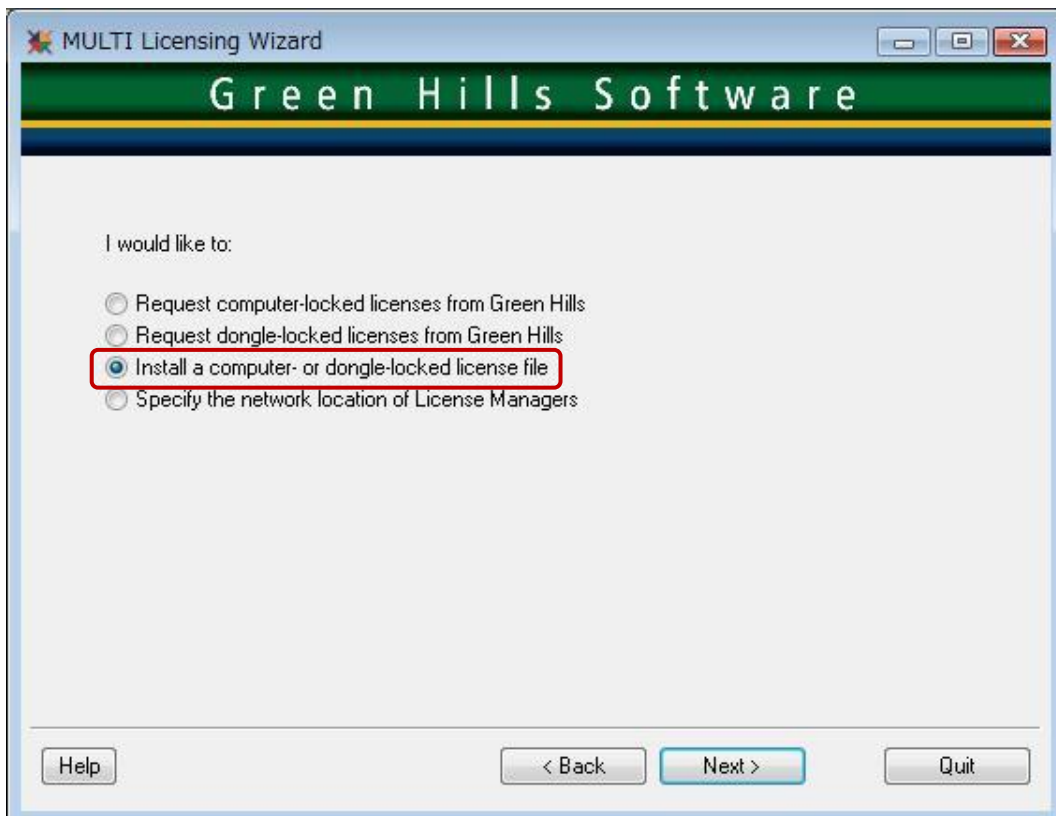 MULTI Licensing Wizard
Green Hills Software
I would like to:
Request computer-locked licenses from Green Hills
Request dongle-locked licenses from Green Hills
Install a computer- or dongle-locked license file
Specify the network location of License Managers
Help < Back Next > Quit